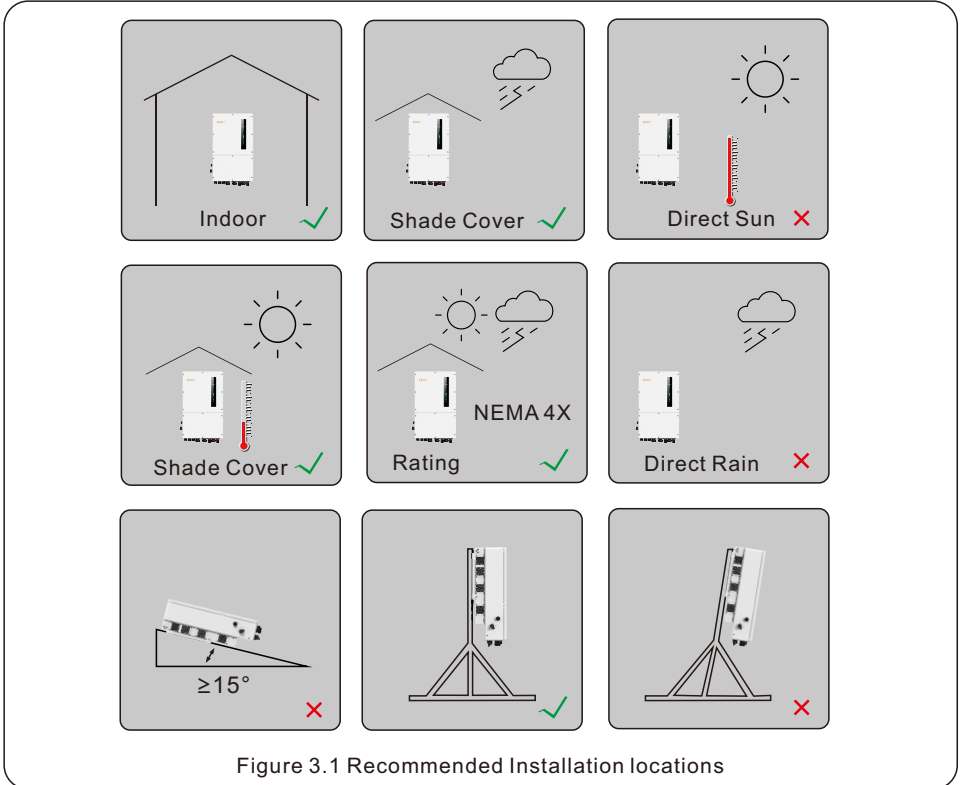 Indoor
Shade Cover
Direct Sun
Shade Cover
NEMA 4X
Rating
Direct Rain
≥15°
Figure 3.1 Recommended Installation locations